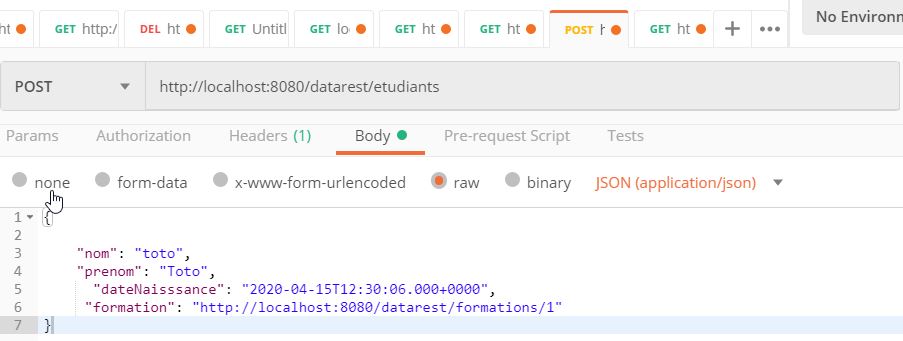 GET http:/ DEL ht GET Untitl GET lo GET ht GET ht POST h GET ht + ••• No Environm
POST http://localhost:8080/datarest/etudiants
Params Authorization Headers (1) Body Pre-request Script Tests
none form-data x-www-form-urlencoded raw binary JSON (application/json)
1 {
2
3 "nom": "toto",
4 "prenom": "Toto",
5 "dateNaisssance": "2020-04-15T12:30:06.000+0000",
6 "formation": "http://localhost:8080/datarest/formations/1"
7 }